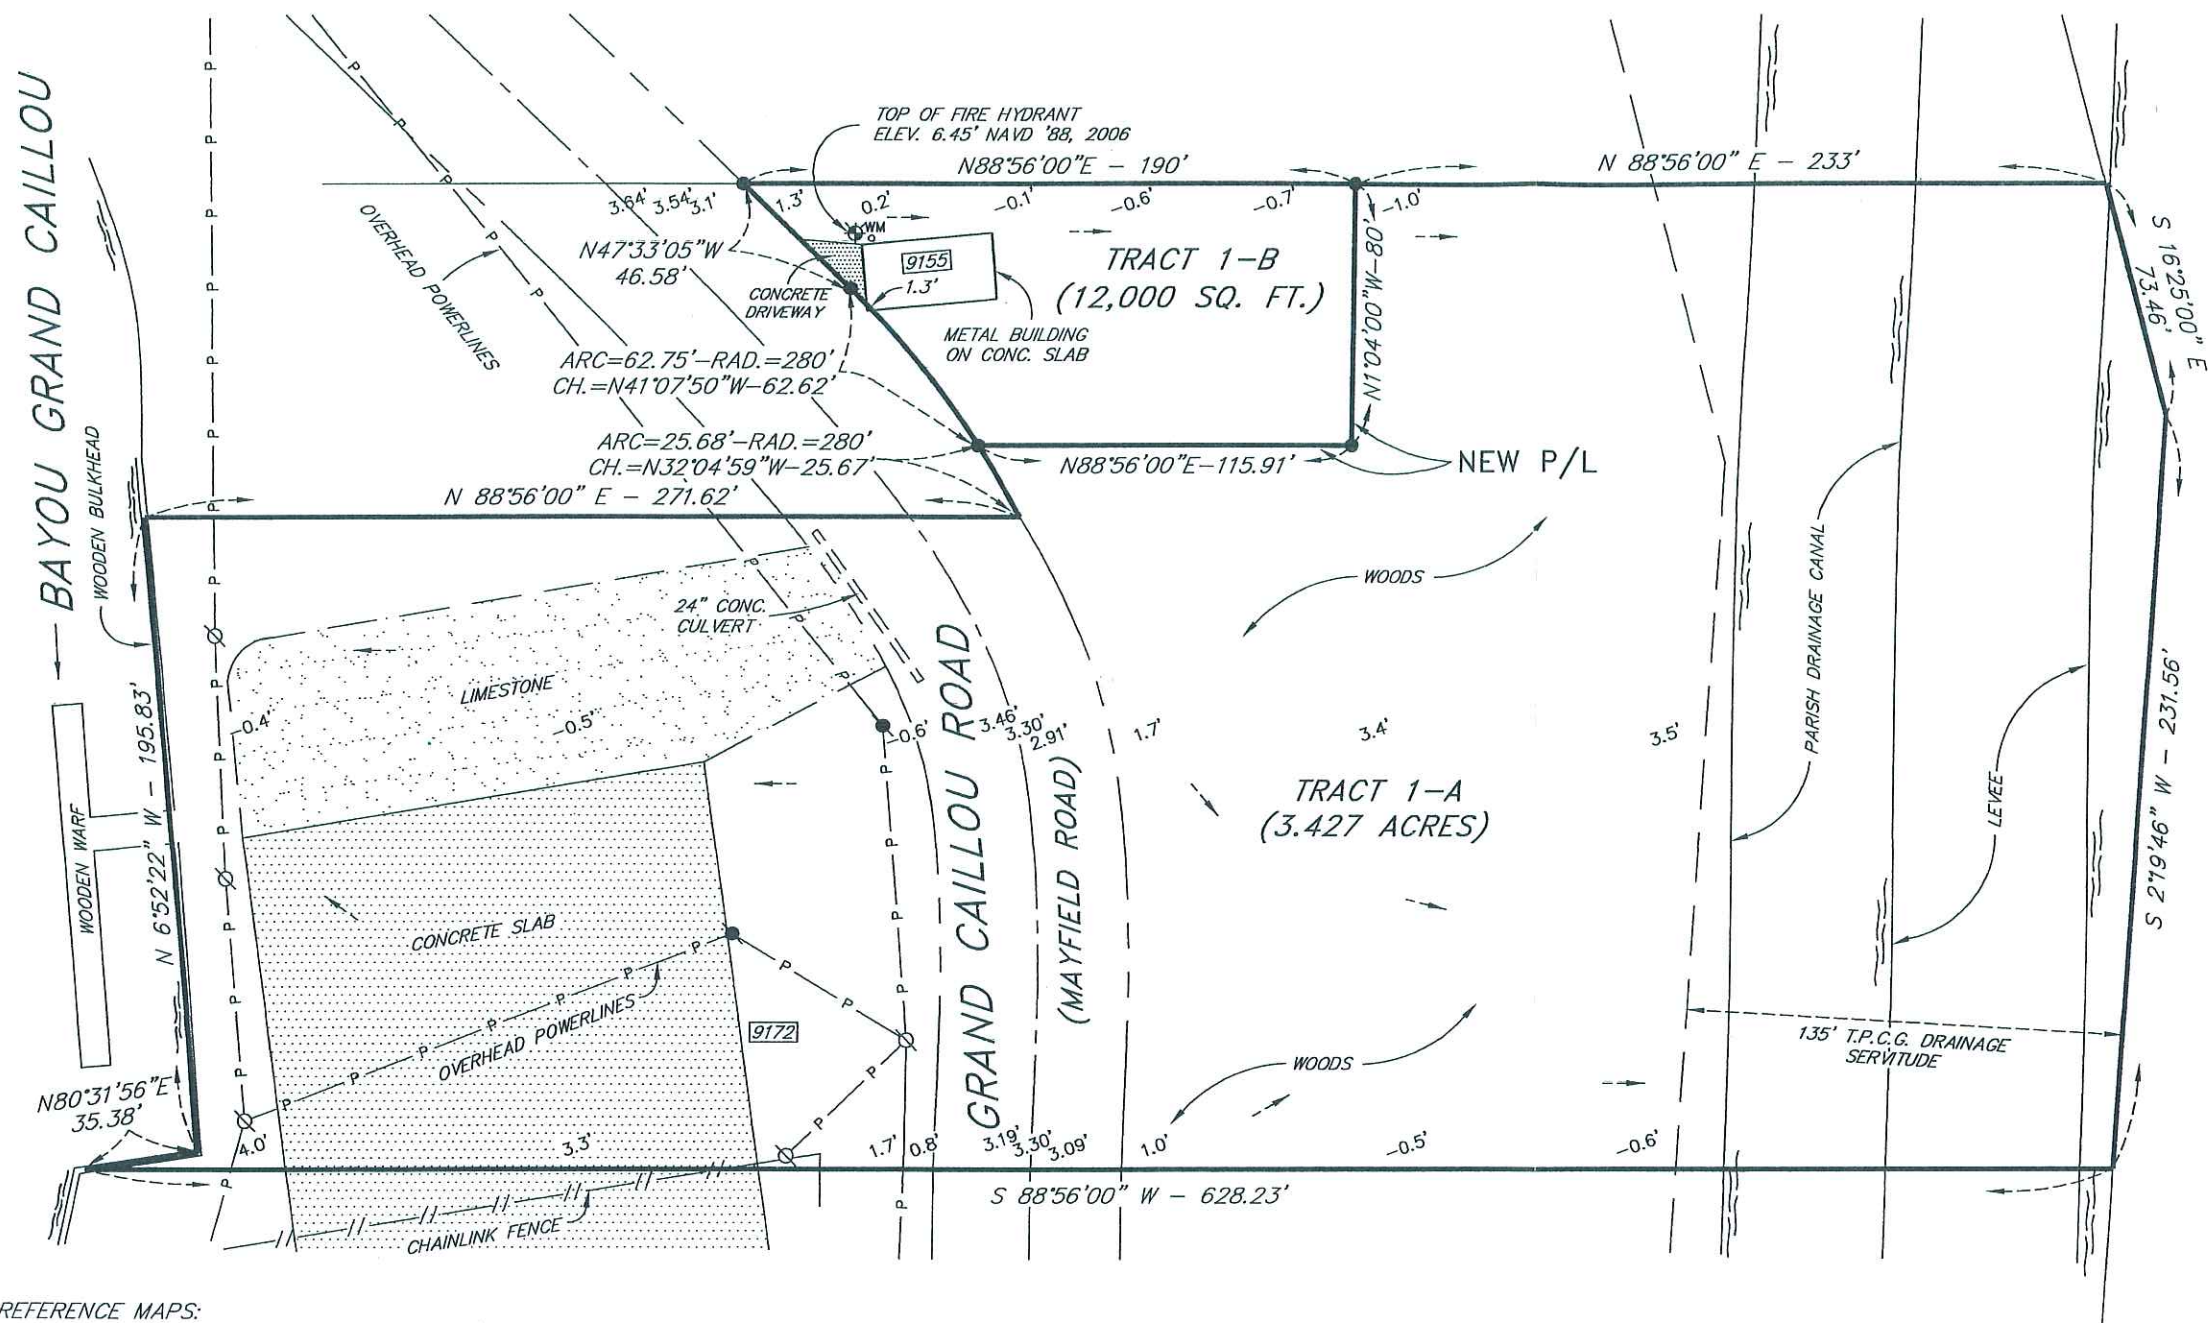 BAYOU GRAND CAILLOU
WOODEN BULKHEAD
WOODEN WARF
TOP OF FIRE HYDRANT
ELEV. 6.45' NAVD '88, 2006
N88°56'00"E - 190'
N 88°56'00" E - 233'
3.64' 3.54' 3.1' 1.3' 0.2' -0.1' -0.6' -0.7' -1.0'
WM
OVERHEAD POWERLINES
N47°33'05"W
46.58'
CONCRETE
DRIVEWAY
9155
1.3'
METAL BUILDING
ON CONC. SLAB
TRACT 1-B
(12,000 SQ. FT.)
N1°04'00"W-80'
S 16°25'00" E
73.46'
ARC=62.75'-RAD.=280'
CH.=N41°07'50"W-62.62'
ARC=25.68'-RAD.=280'
CH.=N32°04'59"W-25.67'
N88°56'00"E-115.91'
NEW P/L
N 88°56'00" E - 271.62'
WOODS
24" CONC.
CULVERT
LIMESTONE
PARISH DRAINAGE CANAL
LEVEE
-0.4' -0.5' -0.6' 3.46' 3.30' 2.91' 1.7' 3.4' 3.5'
N 6°52'22" W - 195.83'
S 2°19'46" W - 231.56'
GRAND CAILLOU ROAD
(MAYFIELD ROAD)
TRACT 1-A
(3.427 ACRES)
CONCRETE SLAB
OVERHEAD POWERLINES
9172
WOODS
135' T.P.C.G. DRAINAGE
SERVITUDE
N80°31'56"E
35.38'
4.0' 3.3' 1.7' 0.8' 3.19' 3.30' 3.09' 1.0' -0.5' -0.6'
S 88°56'00" W - 628.23'
CHAINLINK FENCE
REFERENCE MAPS: